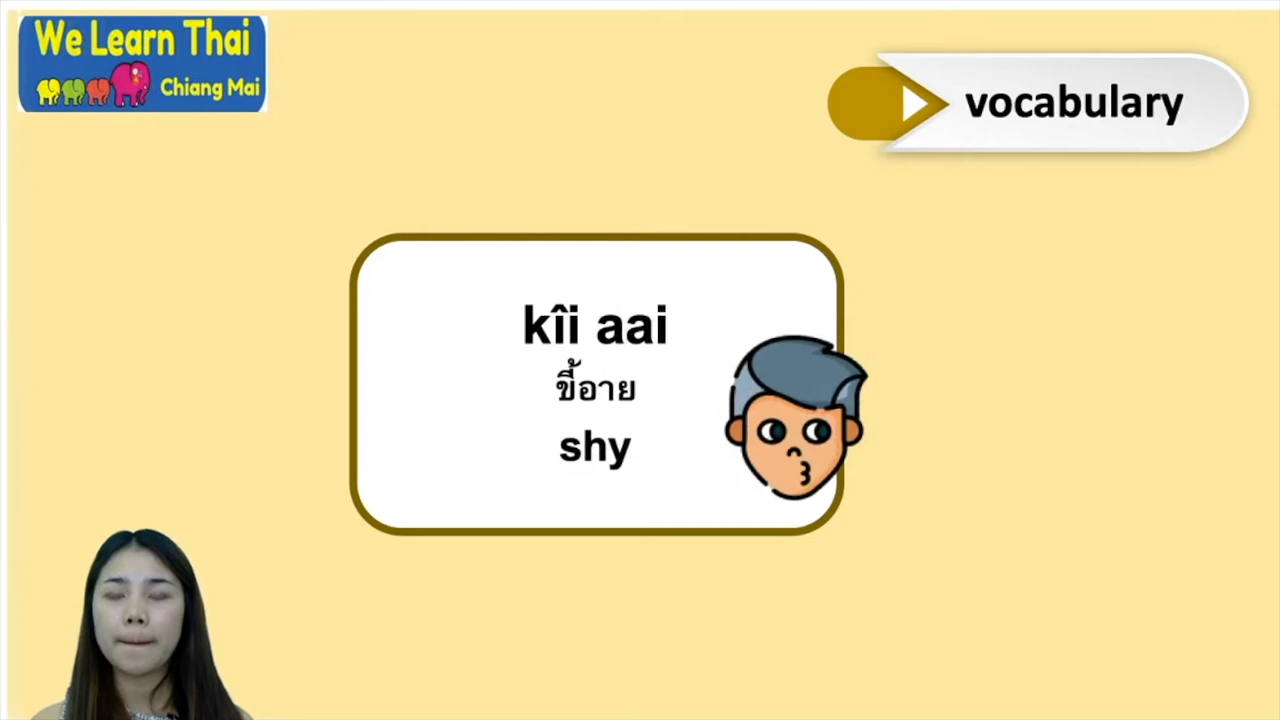 We Learn Thai
Chiang Mai
vocabulary
kîi aai
ขี้อาย
shy